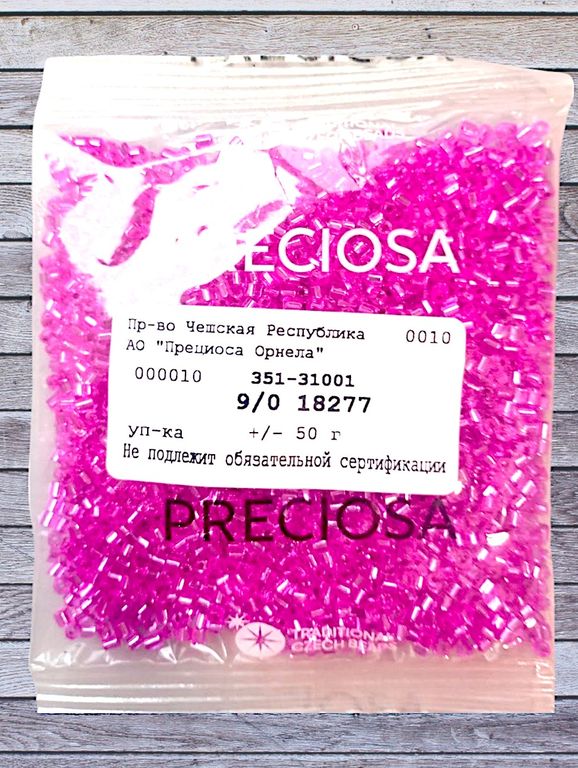 ECIOSA
Пр-во Чешская Республика 0010
АО "Прециоса Орнела"
000010 351-31001
9/0 18277
уп-ка +/- 50 г
Не подлежит обязательной сертификации
PRECIOSA
TRADITIONAL
CZECH BEADS